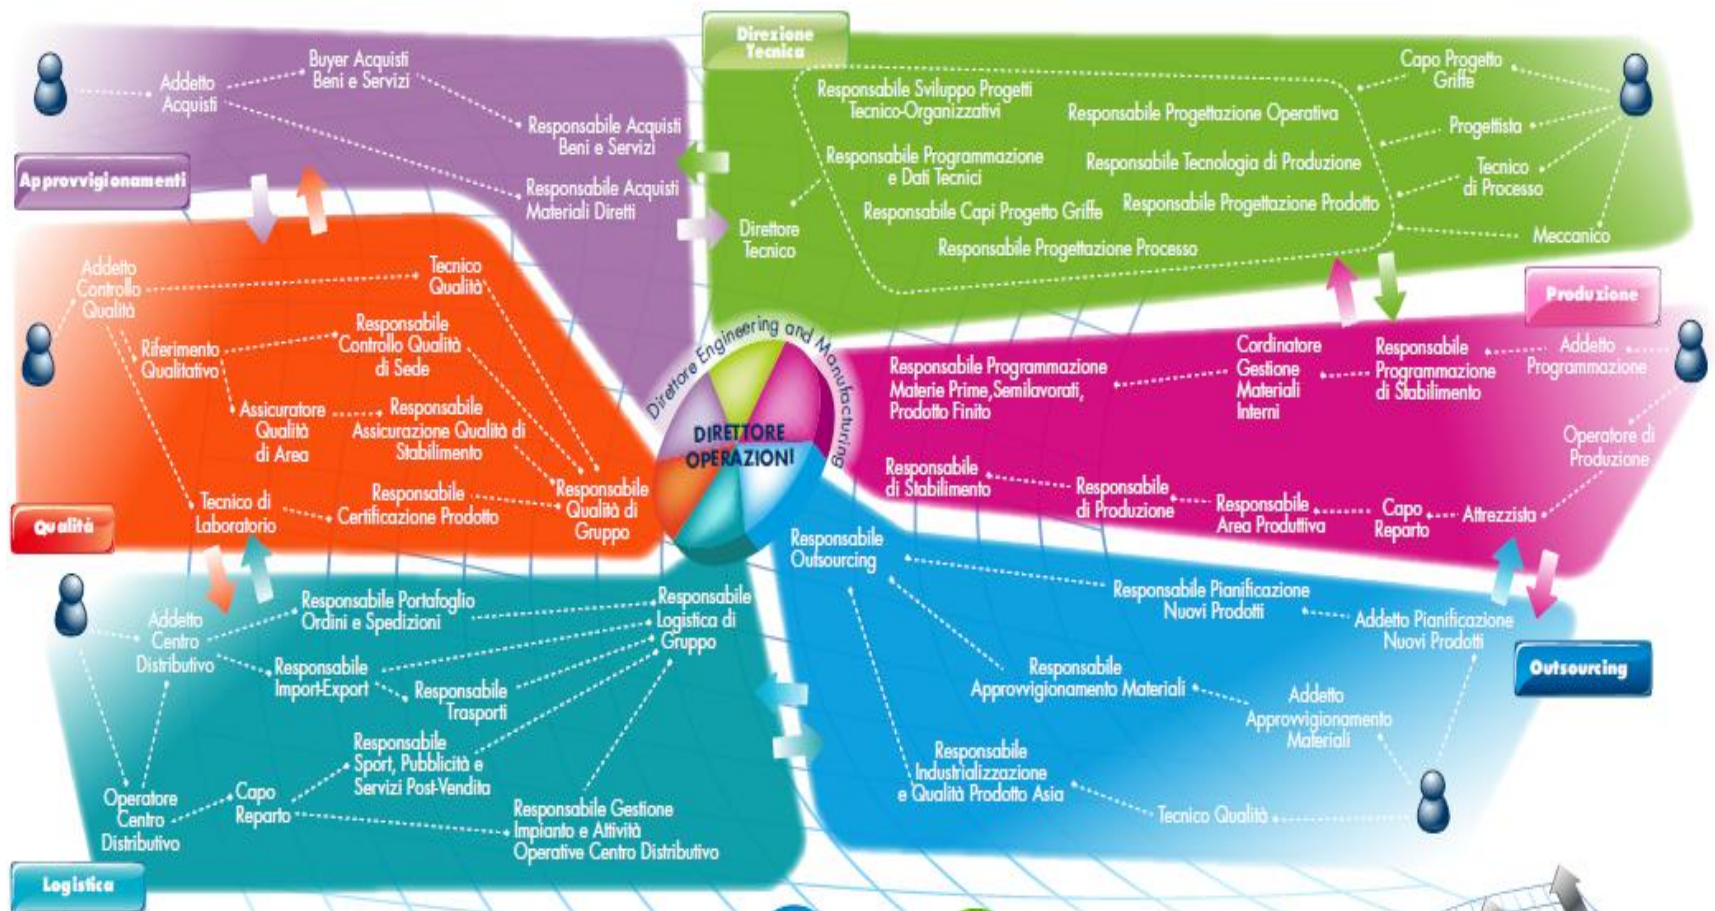 Direzione
Tecnica
Addetto
Acquisti
Buyer Acquisti
Beni e Servizi
Responsabile Acquisti
Beni e Servizi
Responsabile Acquisti
Materiali Diretti
Approvvigionamenti
Responsabile Sviluppo Progetti
Tecnico-Organizzativi
Responsabile Progettazione Operativa
Responsabile Programmazione
e Dati Tecnici
Responsabile Tecnologia di Produzione
Responsabile Capi Progetto Griffe
Responsabile Progettazione Prodotto
Responsabile Progettazione Processo
Direttore
Tecnico
Capo Progetto
Griffe
Progettista
Tecnico
di Processo
Meccanico
Addetto
Controllo
Qualità
Tecnico
Qualità
Riferimento
Qualitativo
Responsabile
Controllo Qualità
di Sede
Assicuratore
Qualità
di Area
Responsabile
Assicurazione Qualità di
Stabilimento
Tecnico di
Laboratorio
Responsabile
Certificazione Prodotto
Responsabile
Qualità di
Gruppo
Qualità
Direttore Engineering and Manufacturing
DIRETTORE
OPERAZIONI
Produzione
Responsabile Programmazione
Materie Prime,Semilavorati,
Prodotto Finito
Cordinatore
Gestione
Materiali
Interni
Responsabile
Programmazione
di Stabilimento
Addetto
Programmazione
Operatore di
Produzione
Responsabile
di Stabilimento
Responsabile
di Produzione
Responsabile
Area Produttiva
Capo
Reparto
Attrezzista
Addetto
Centro
Distributivo
Responsabile Portafoglio
Ordini e Spedizioni
Responsabile
Logistica di
Gruppo
Responsabile
Import-Export
Responsabile
Trasporti
Responsabile
Sport, Pubblicità e
Servizi Post-Vendita
Operatore
Centro
Distributivo
Capo
Reparto
Responsabile Gestione
Impianto e Attività
Operative Centro Distributivo
Logistica
Responsabile
Outsourcing
Responsabile Pianificazione
Nuovi Prodotti
Addetto Pianificazione
Nuovi Prodotti
Outsourcing
Responsabile
Approvvigionamento Materiali
Addetto
Approvvigionamento
Materiali
Responsabile
Industrializzazione
e Qualità Prodotto Asia
Tecnico Qualità